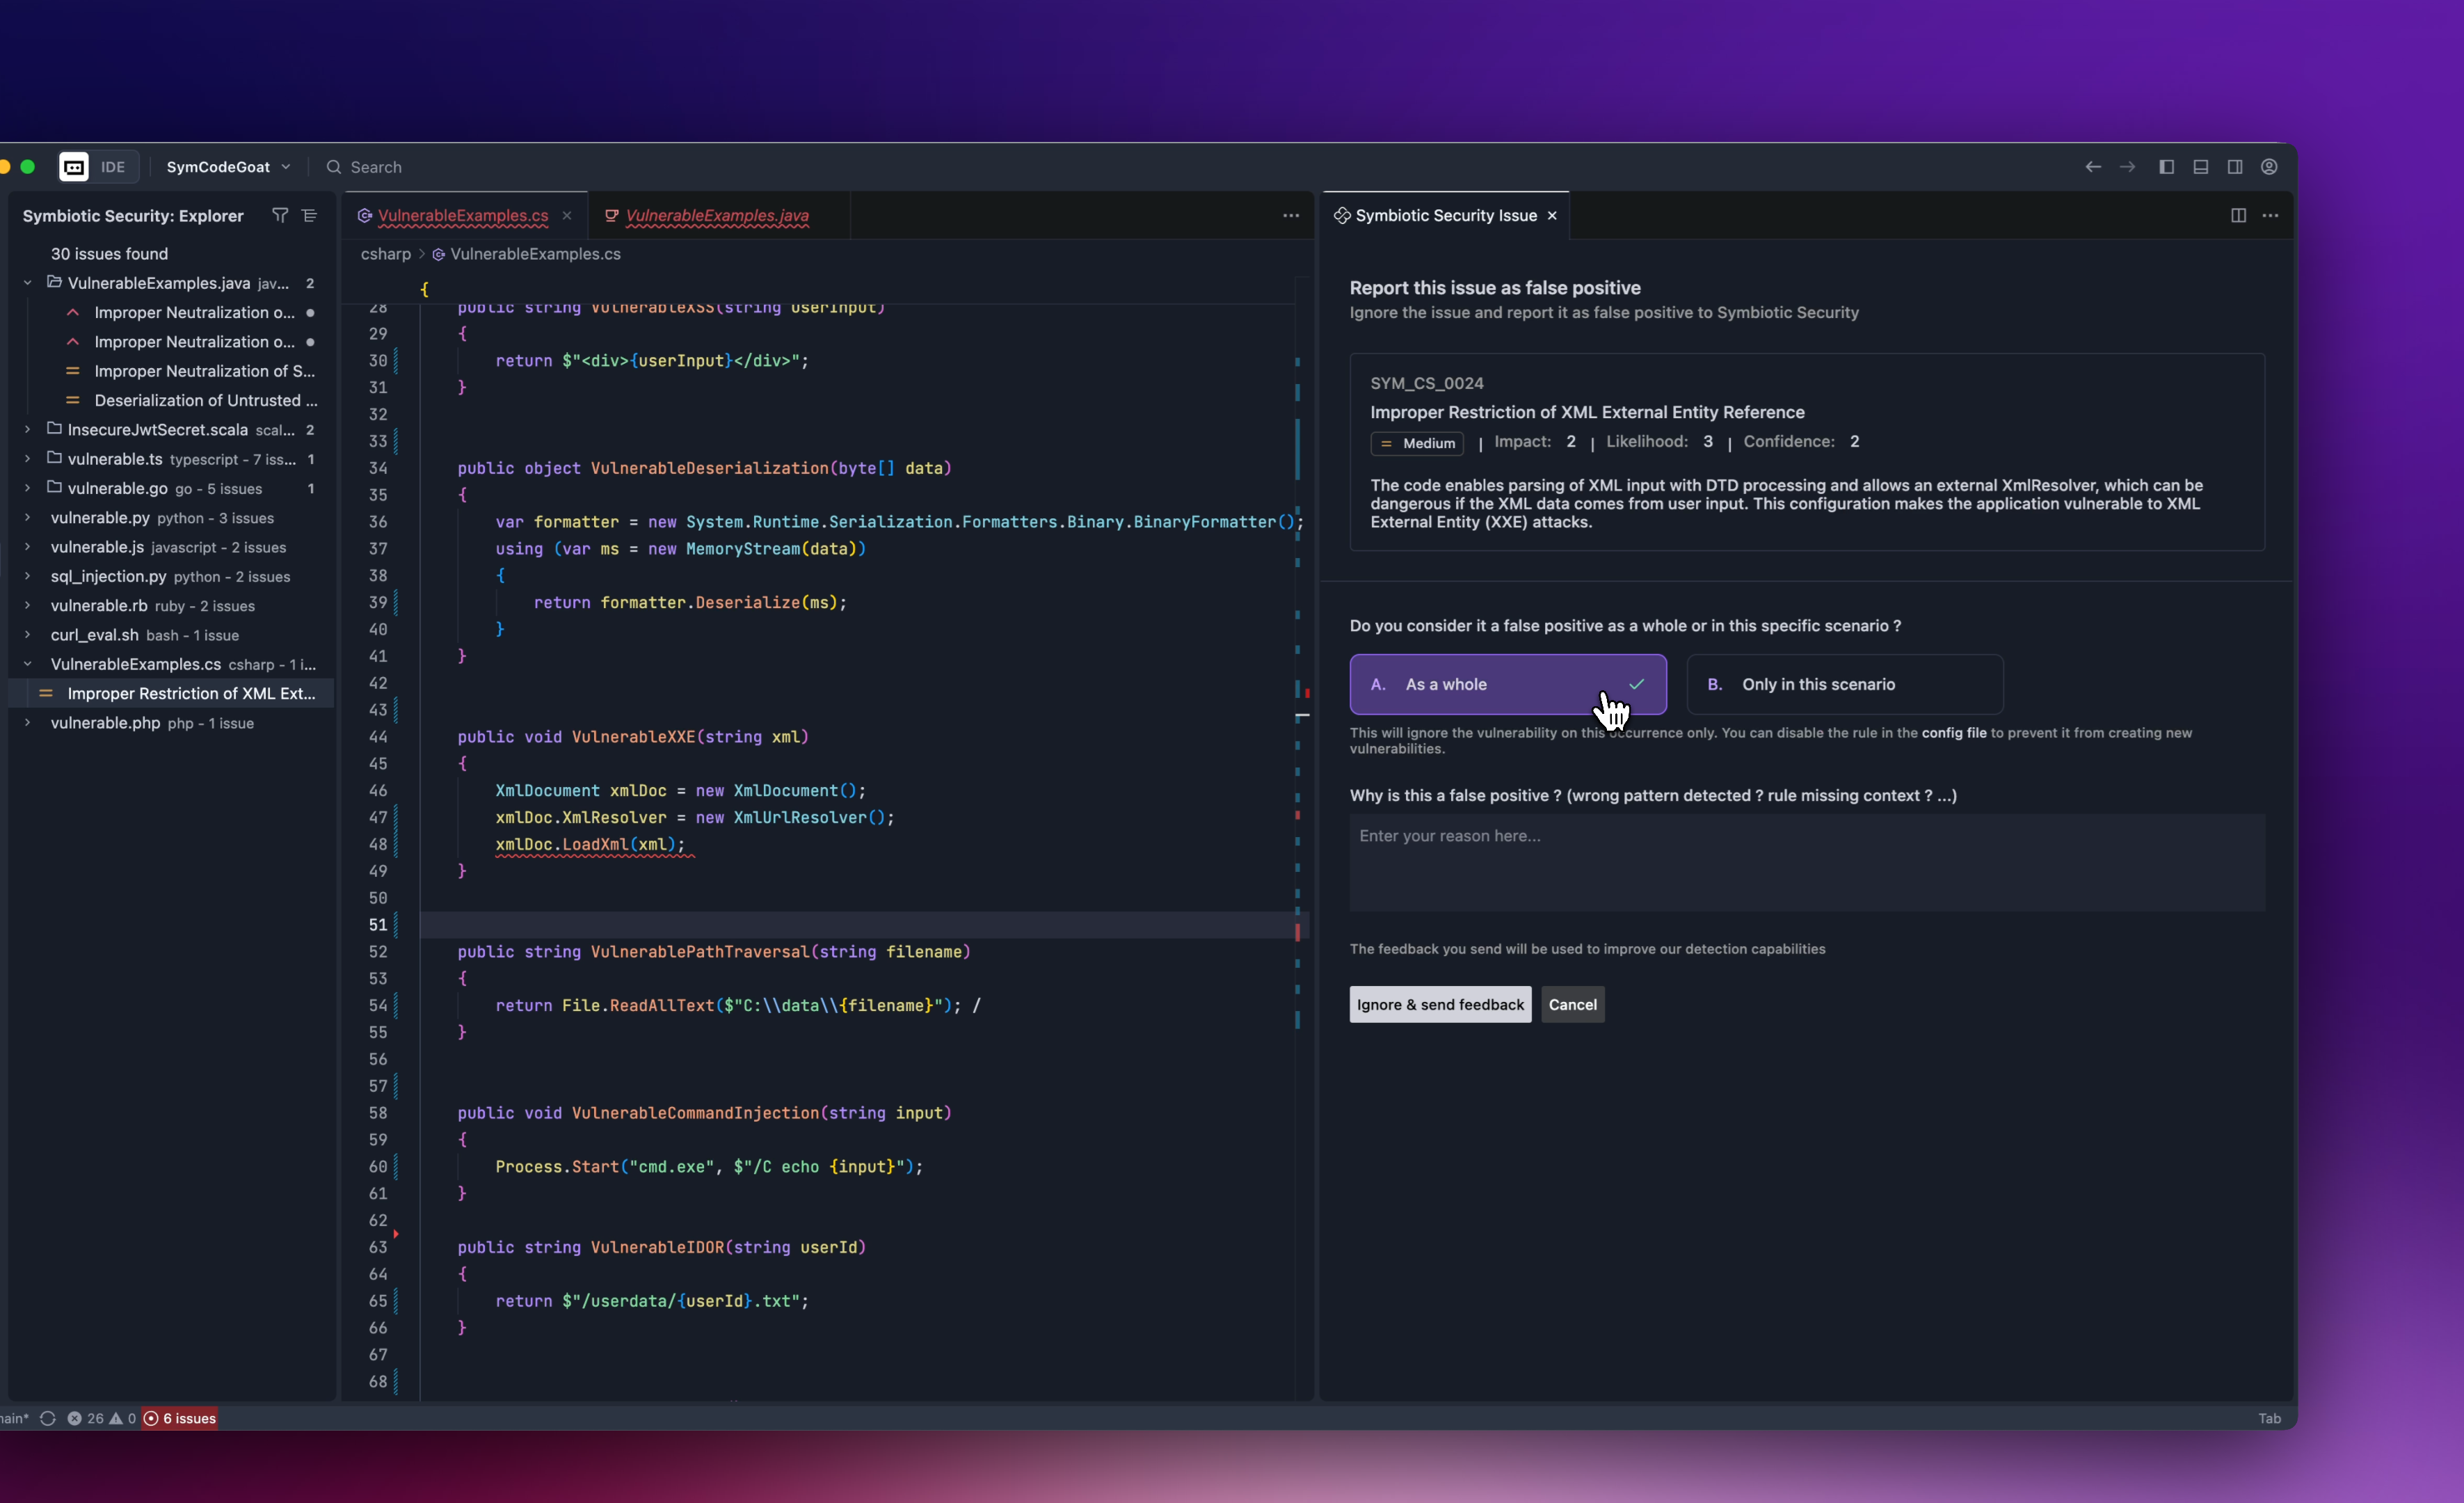 IDE
SymCodeGoat
Search
Symbiotic Security: Explorer
30 issues found
VulnerableExamples.java jav... 2
Improper Neutralization o...
Improper Neutralization o...
Improper Neutralization of S...
Deserialization of Untrusted ...
InsecureJwtSecret.scala scal... 2
vulnerable.ts typescript - 7 iss... 1
vulnerable.go go - 5 issues 1
vulnerable.py python - 3 issues
vulnerable.js javascript - 2 issues
sql_injection.py python - 2 issues
vulnerable.rb ruby - 2 issues
curl_eval.sh bash - 1 issue
VulnerableExamples.cs csharp - 1 i...
Improper Restriction of XML Ext...
vulnerable.php php - 1 issue
VulnerableExamples.cs
VulnerableExamples.java
csharp > VulnerableExamples.cs
{
28 public string VulnerableXSS(string userInput)
29 {
30 return $"<div>{userInput}</div>";
31 }
32
33
34 public object VulnerableDeserialization(byte[] data)
35 {
36 var formatter = new System.Runtime.Serialization.Formatters.Binary.BinaryFormatter();
37 using (var ms = new MemoryStream(data))
38 {
39 return formatter.Deserialize(ms);
40 }
41 }
42
43
44 public void VulnerableXXE(string xml)
45 {
46 XmlDocument xmlDoc = new XmlDocument();
47 xmlDoc.XmlResolver = new XmlUrlResolver();
48 xmlDoc.LoadXml(xml);
49 }
50
51
52 public string VulnerablePathTraversal(string filename)
53 {
54 return File.ReadAllText($"C:\\data\\{filename}"); /
55 }
56
57
58 public void VulnerableCommandInjection(string input)
59 {
60 Process.Start("cmd.exe", $"/C echo {input}");
61 }
62
63 public string VulnerableIDOR(string userId)
64 {
65 return $"/userdata/{userId}.txt";
66 }
67
68
Symbiotic Security Issue
Report this issue as false positive
Ignore the issue and report it as false positive to Symbiotic Security
SYM_CS_0024
Improper Restriction of XML External Entity Reference
Medium | Impact: 2 | Likelihood: 3 | Confidence: 2
The code enables parsing of XML input with DTD processing and allows an external XmlResolver, which can be
dangerous if the XML data comes from user input. This configuration makes the application vulnerable to XML
External Entity (XXE) attacks.
Do you consider it a false positive as a whole or in this specific scenario ?
A. As a whole
B. Only in this scenario
This will ignore the vulnerability on this occurrence only. You can disable the rule in the config file to prevent it from creating new
vulnerabilities.
Why is this a false positive ? (wrong pattern detected ? rule missing context ? ...)
Enter your reason here...
The feedback you send will be used to improve our detection capabilities
Ignore & send feedback
Cancel
26 0 6 issues
Tab